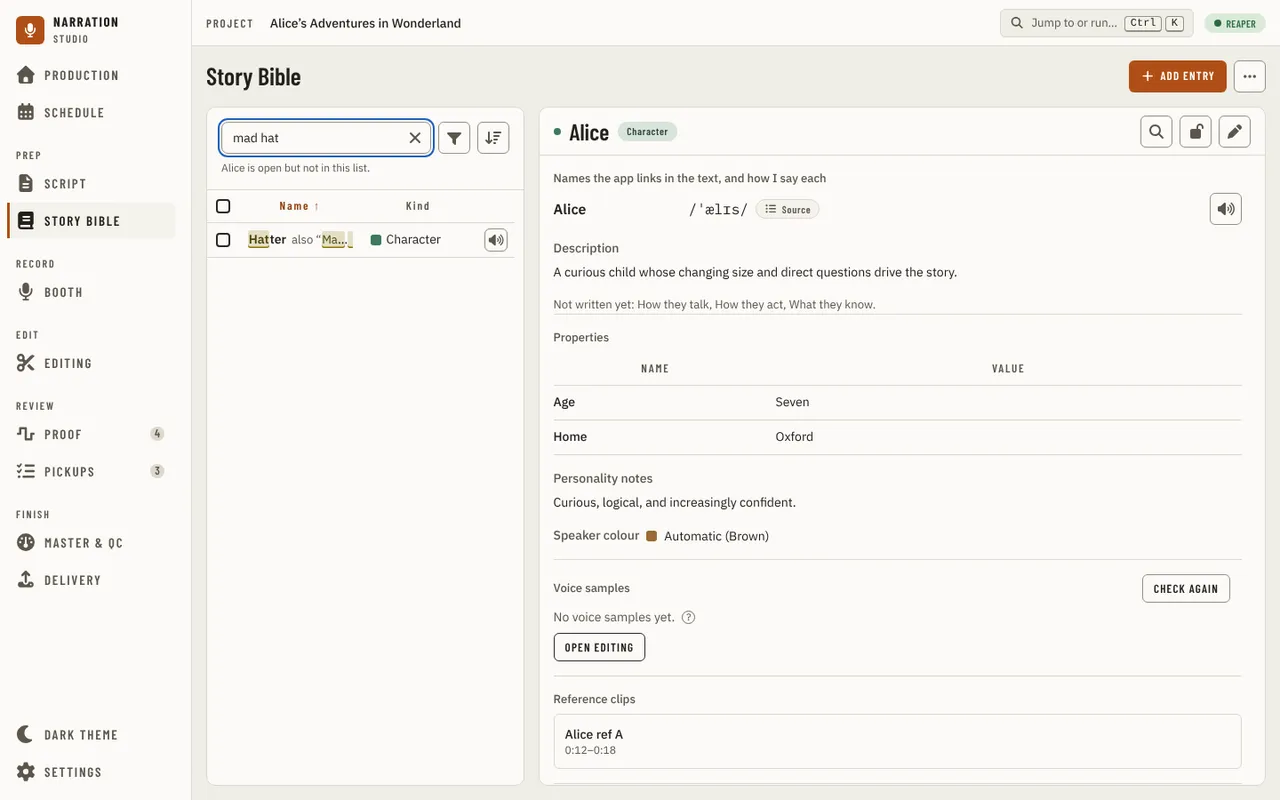 NARRATION
STUDIO
PRODUCTION
SCHEDULE
PREP
SCRIPT
STORY BIBLE
RECORD
BOOTH
EDIT
EDITING
REVIEW
PROOF 4
PICKUPS 3
FINISH
MASTER & QC
DELIVERY
DARK THEME
SETTINGS
PROJECT Alice's Adventures in Wonderland
Jump to or run... Ctrl K
REAPER
Story Bible
ADD ENTRY
mad hat
Alice is open but not in this list.
Name ↑ Kind
Hatter also “Ma… Character
Alice Character
Names the app links in the text, and how I say each
Alice /ˈælɪs/ Source
Description
A curious child whose changing size and direct questions drive the story.
Not written yet: How they talk, How they act, What they know.
Properties
NAME VALUE
Age Seven
Home Oxford
Personality notes
Curious, logical, and increasingly confident.
Speaker colour Automatic (Brown)
Voice samples CHECK AGAIN
No voice samples yet. ?
OPEN EDITING
Reference clips
Alice ref A
0:12–0:18